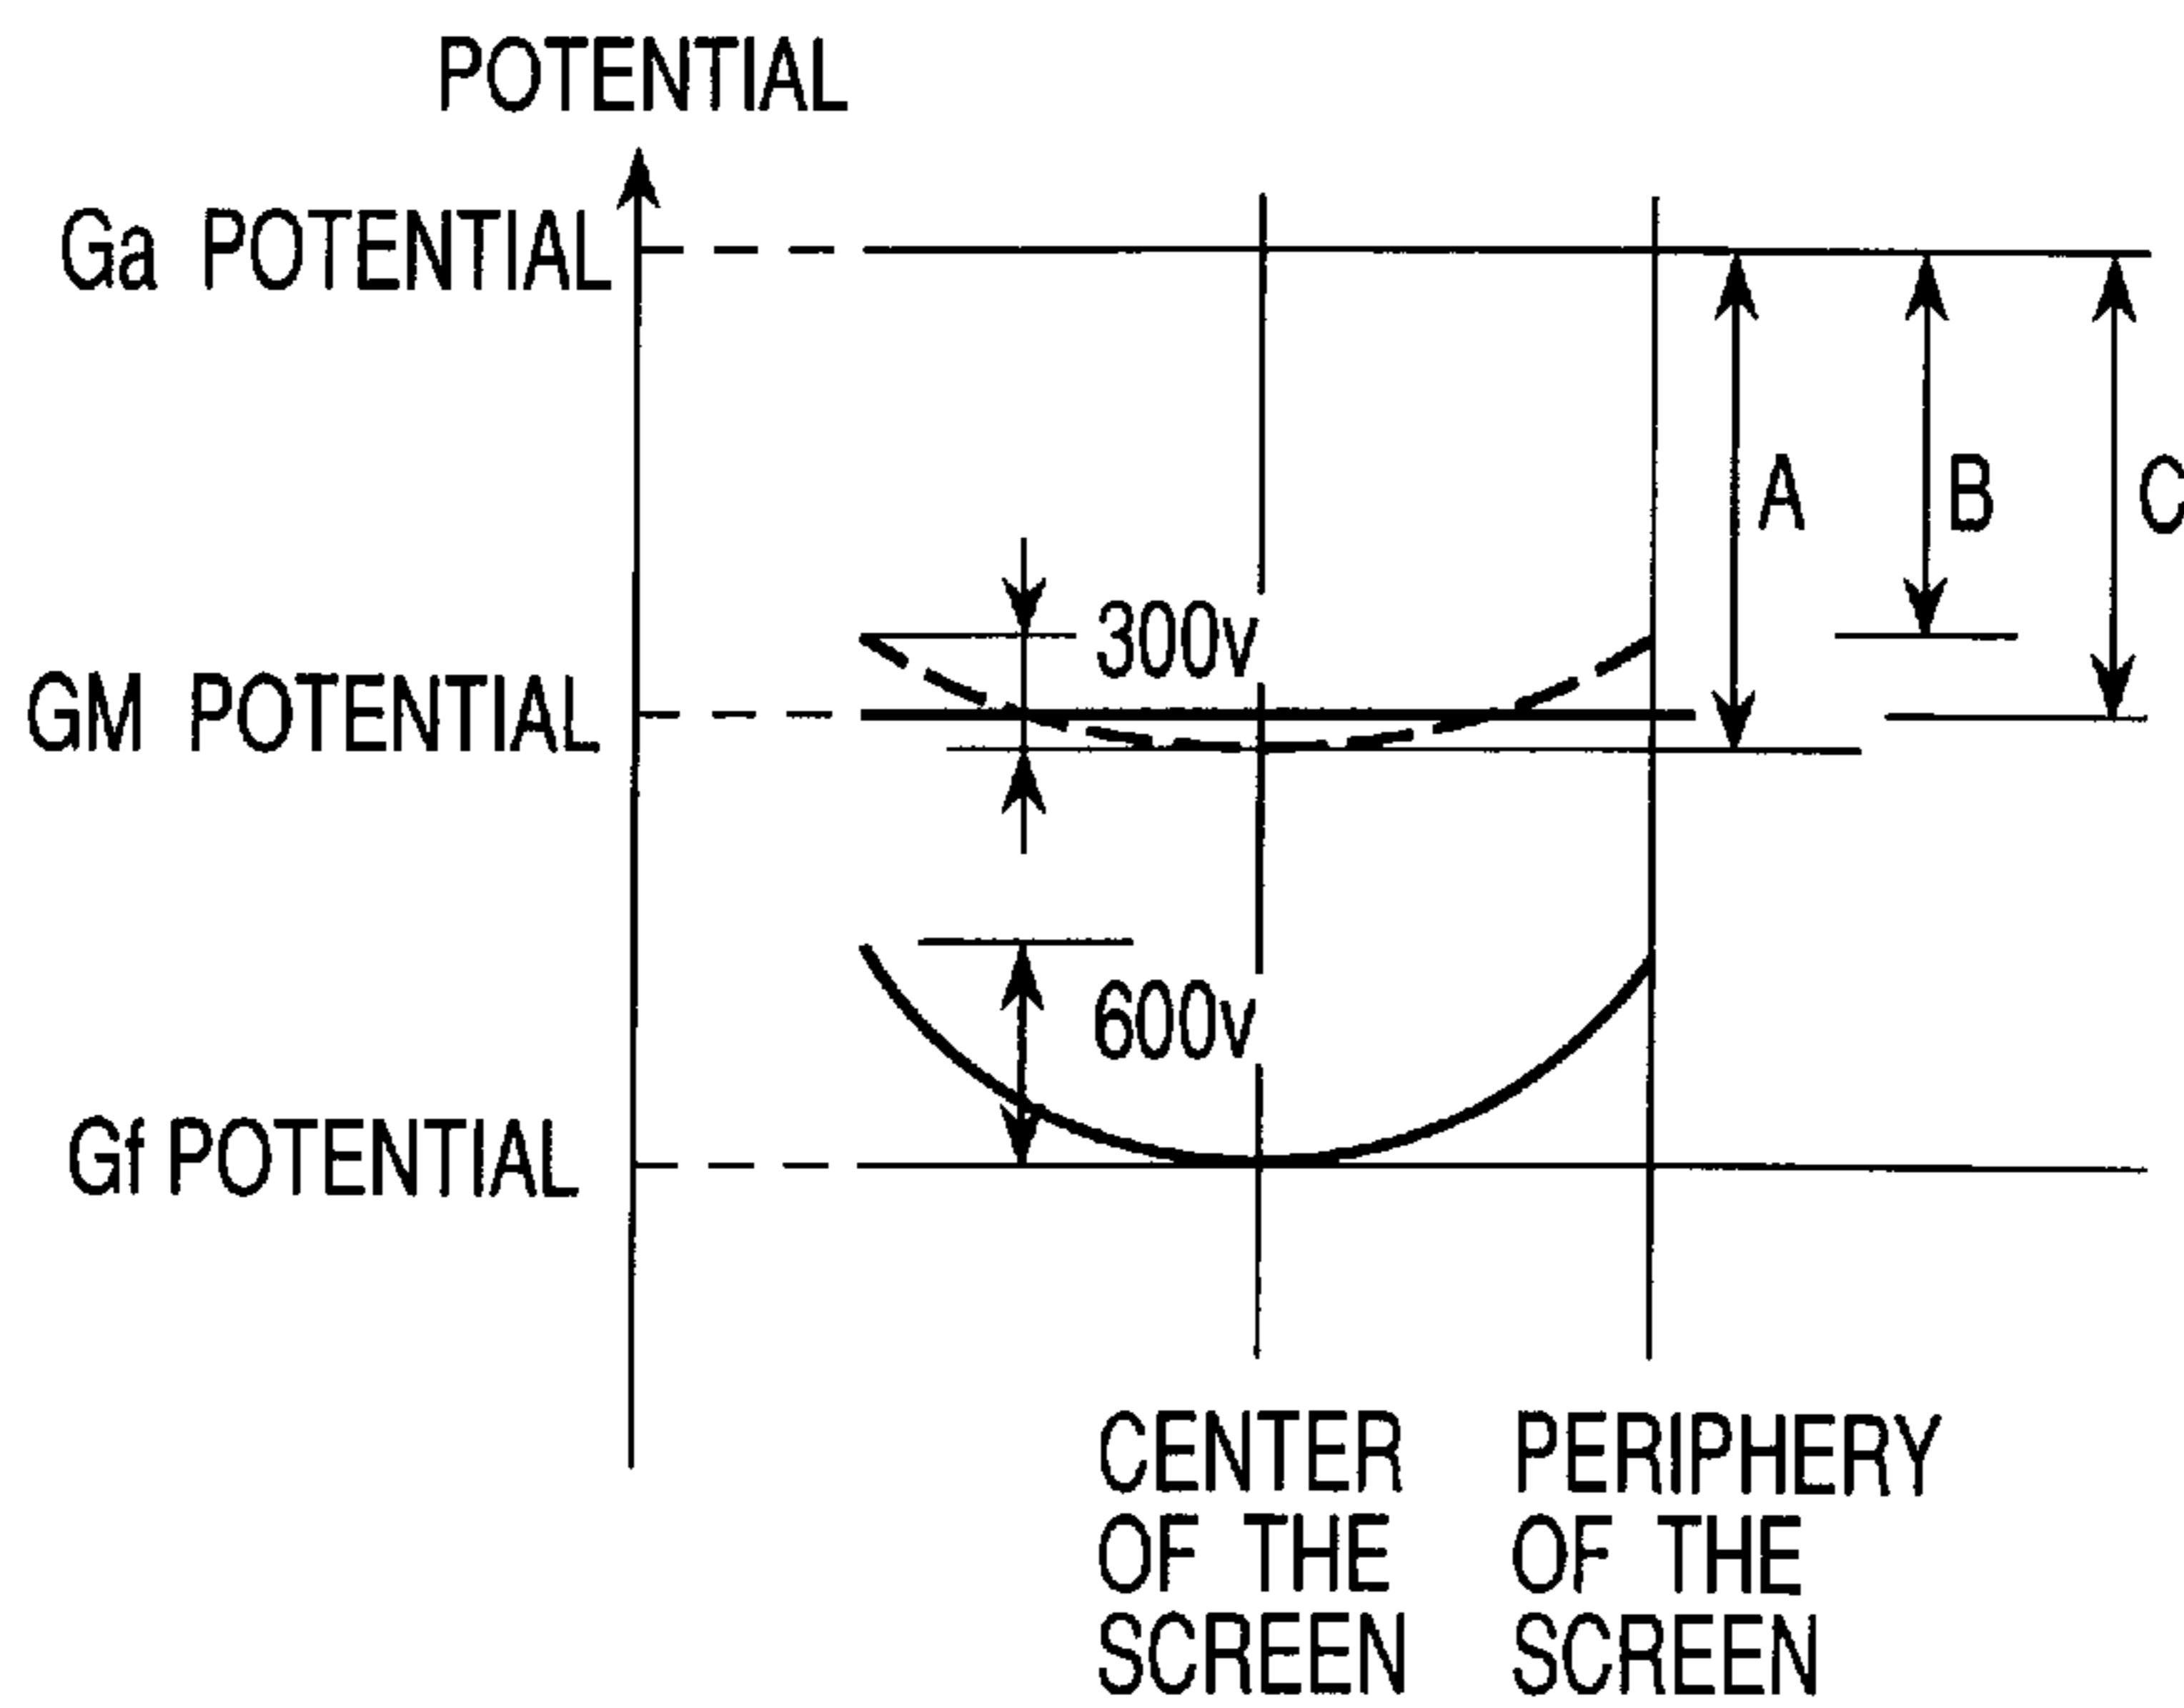 POTENTIAL
Ga POTENTIAL
A
B
C
300v
GM POTENTIAL
600v
Gf POTENTIAL
CENTER
OF THE
SCREEN
PERIPHERY
OF THE
SCREEN